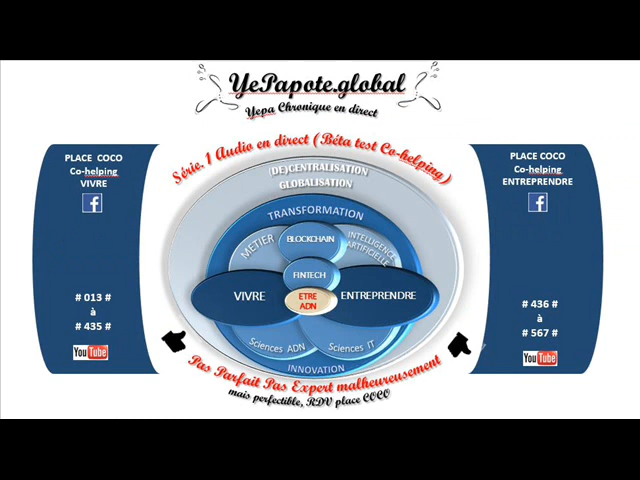 YePapote.global
Yepa Chronique en direct
Série, 1 Audio en direct (Béta test Co-helping)
PLACE COCO
Co-helping
VIVRE
# 013 #
à
# 435 #
YouTube
(DE)CENTRALISATION
GLOBALISATION
TRANSFORMATION
METIER
BLOCKCHAIN
INTELLIGENCE
ARTIFICIELLE
FINTECH
VIVRE
ETRE
ADN
ENTREPRENDRE
Sciences ADN
Sciences IT
INNOVATION
Pas Parfait Pas Expert malheureusement
mais perfectible, RDV place COCO
PLACE COCO
Co-helping
ENTREPRENDRE
# 436 #
à
# 567 #
YouTube